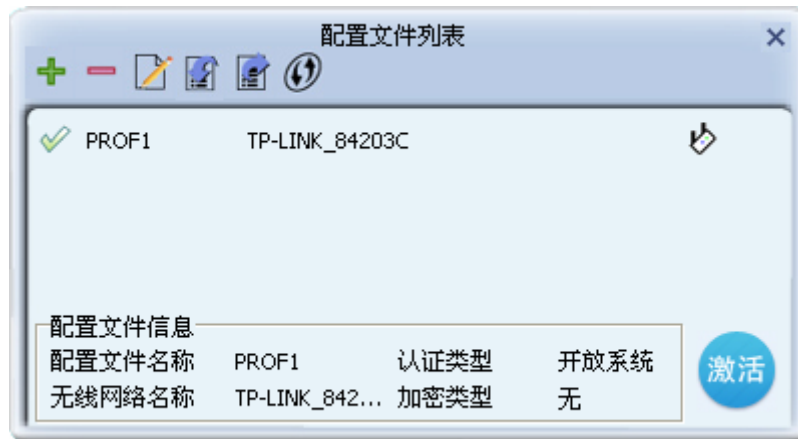 配置文件列表
PROF1 TP-LINK_84203C
配置文件信息
配置文件名称 PROF1 认证类型 开放系统
无线网络名称 TP-LINK_842... 加密类型 无
激活